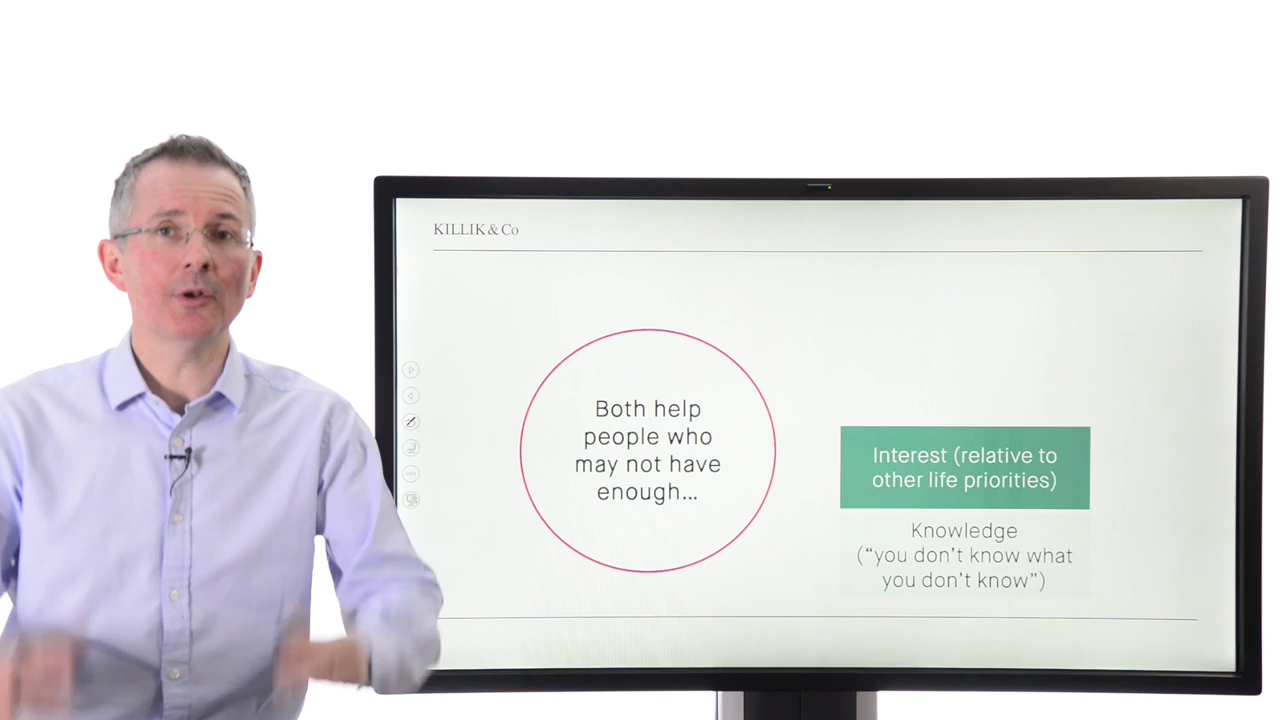 KILLIK & Co
Both help
people who
may not have
enough...
Interest (relative to
other life priorities)
Knowledge
("you don't know what
you don't know")